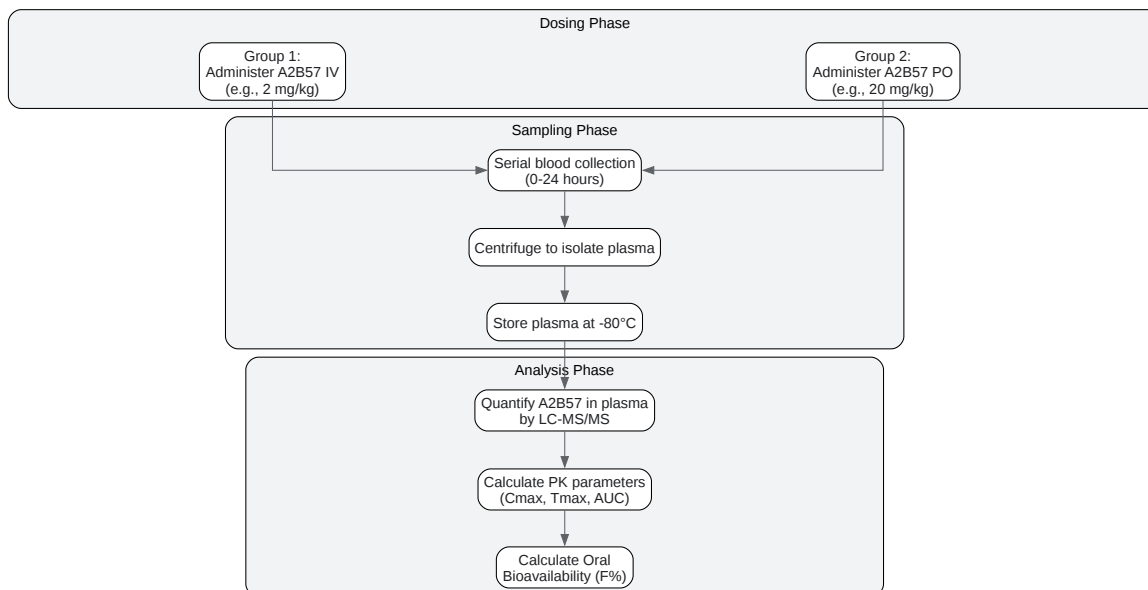 Dosing Phase
Group 1:
Administer A2B57 IV
(e.g., 2 mg/kg)
Group 2:
Administer A2B57 PO
(e.g., 20 mg/kg)
Sampling Phase
Serial blood collection
(0-24 hours)
Centrifuge to isolate plasma
Store plasma at -80°C
Analysis Phase
Quantify A2B57 in plasma
by LC-MS/MS
Calculate PK parameters
(Cmax, Tmax, AUC)
Calculate Oral
Bioavailability (F%)